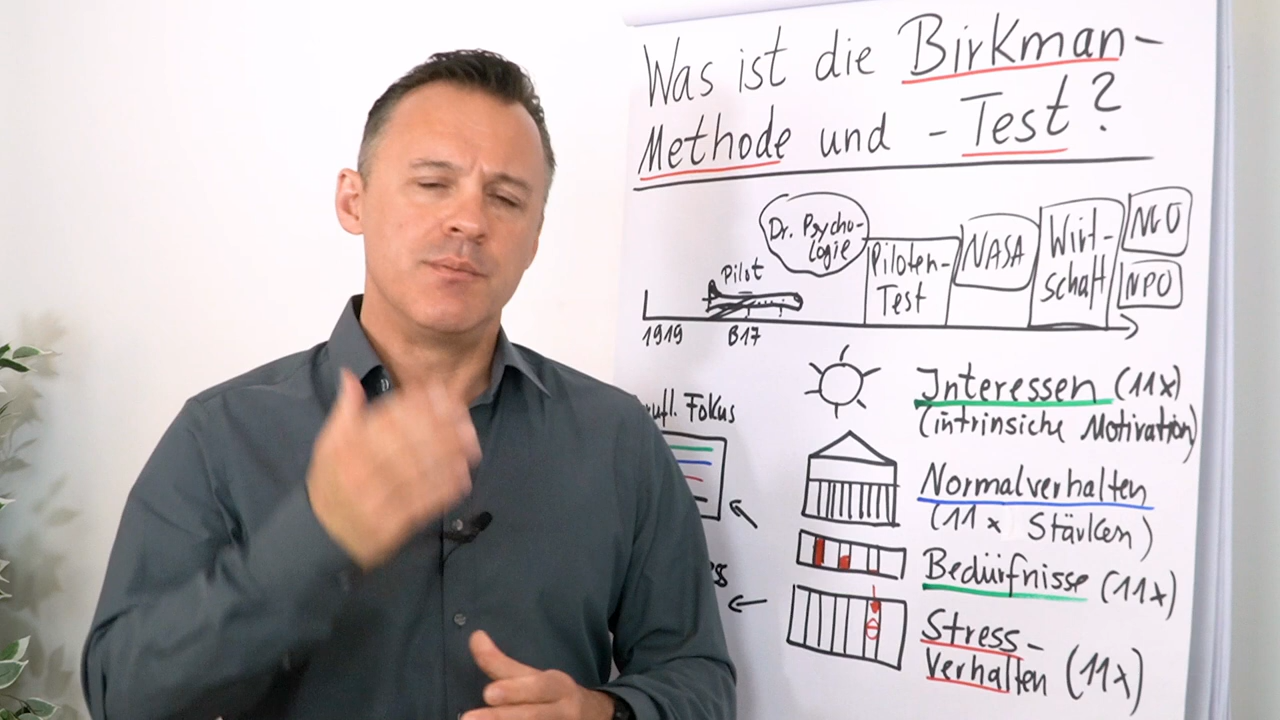 Was ist die Birkman-
Methode und - Test?
Dr. Psycho-
logie
Piloten-
Test
NASA
Wirt-
schaft
NGO
NPO
Pilot
1919
B17
Fokus
Interessen (11x)
(intrinsiche Motivation)
Normalverhalten
(11 x Stärken)
Bedürfnisse (11x)
Stress-
verhalten (11x)